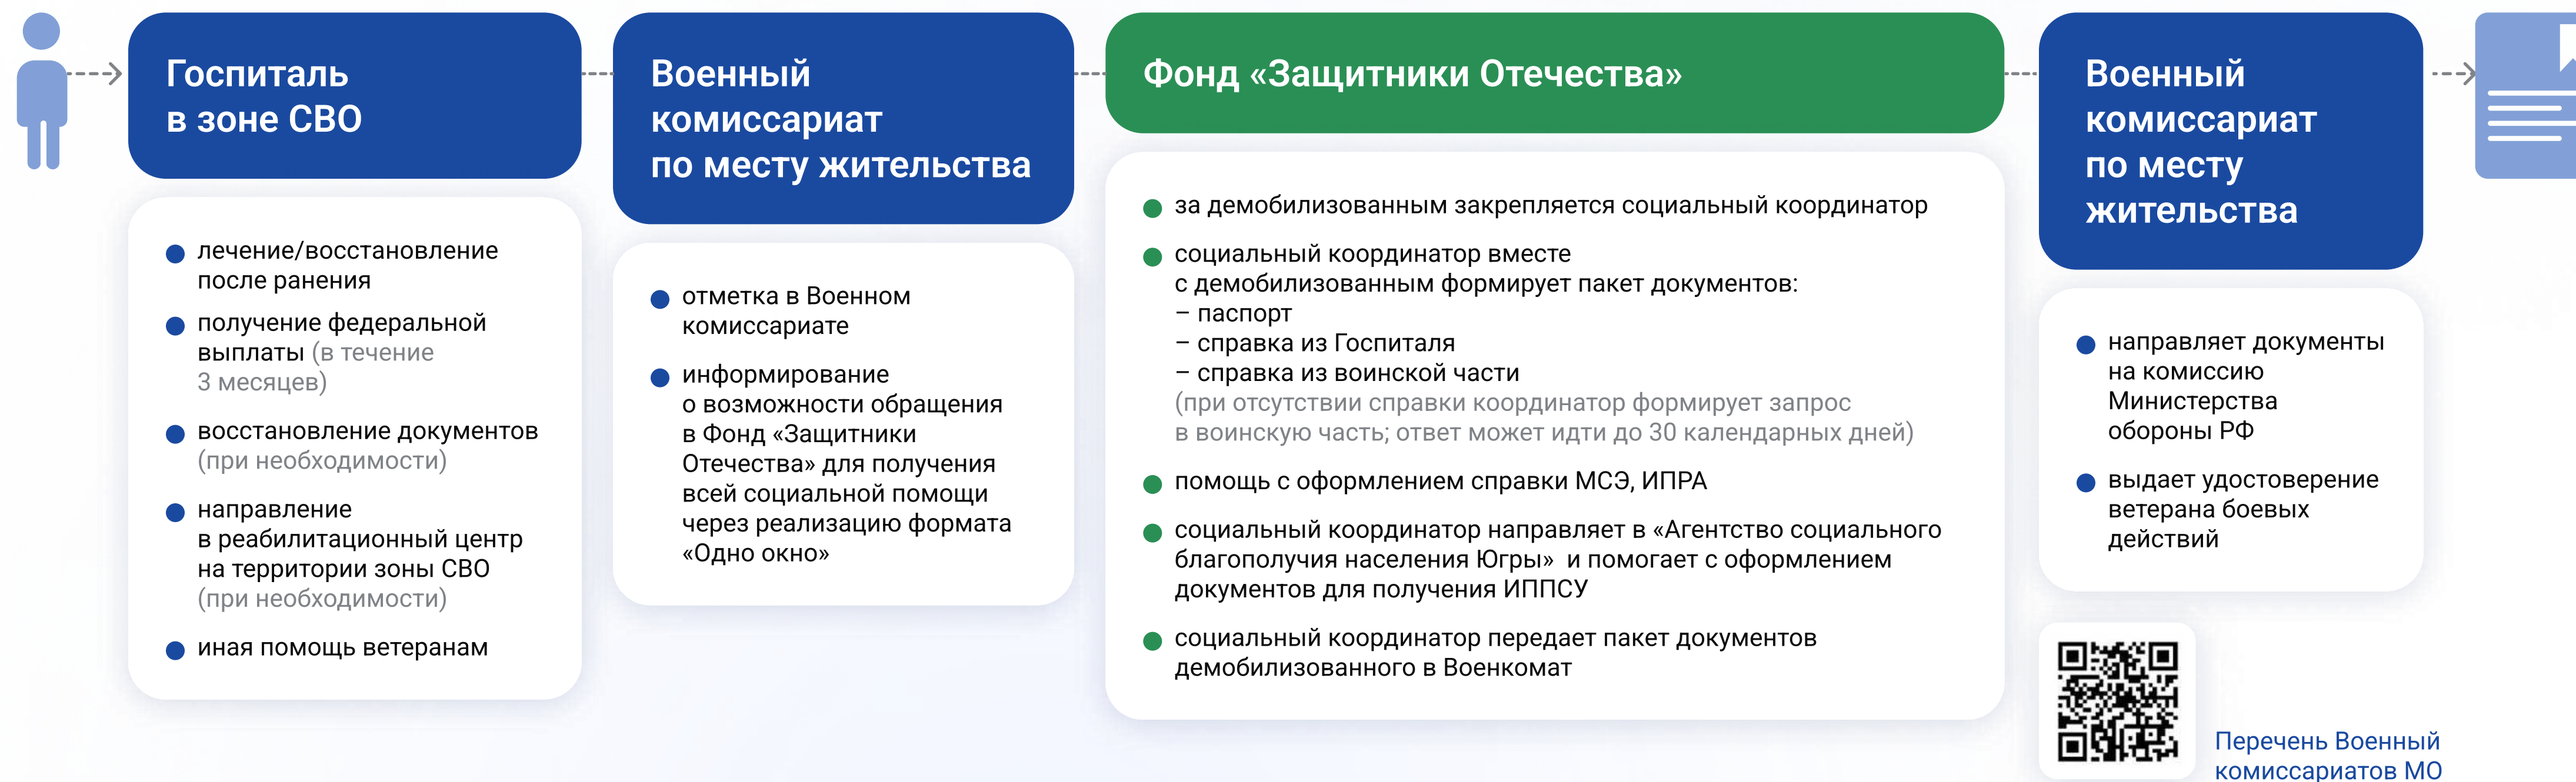 Госпиталь
в зоне СВО
лечение/восстановление
после ранения
получение федеральной
выплаты (в течение
3 месяцев)
восстановление документов
(при необходимости)
направление
в реабилитационный центр
на территории зоны СВО
(при необходимости)
иная помощь ветеранам
Военный
комиссариат
по месту жительства
отметка в Военном
комиссариате
информирование
о возможности обращения
в Фонд «Защитники
Отечества» для получения
всей социальной помощи
через реализацию формата
«Одно окно»
Фонд «Защитники Отечества»
за демобилизованным закрепляется социальный координатор
социальный координатор вместе
с демобилизованным формирует пакет документов:
– паспорт
– справка из Госпиталя
– справка из воинской части
(при отсутствии справки координатор формирует запрос
в воинскую часть; ответ может идти до 30 календарных дней)
помощь с оформлением справки МСЭ, ИПРА
социальный координатор направляет в «Агентство социального
благополучия населения Югры» и помогает с оформлением
документов для получения ИППСУ
социальный координатор передает пакет документов
демобилизованного в Военкомат
Военный
комиссариат
по месту
жительства
направляет документы
на комиссию
Министерства
обороны РФ
выдает удостоверение
ветерана боевых
действий
Перечень Военный
комиссариатов МО